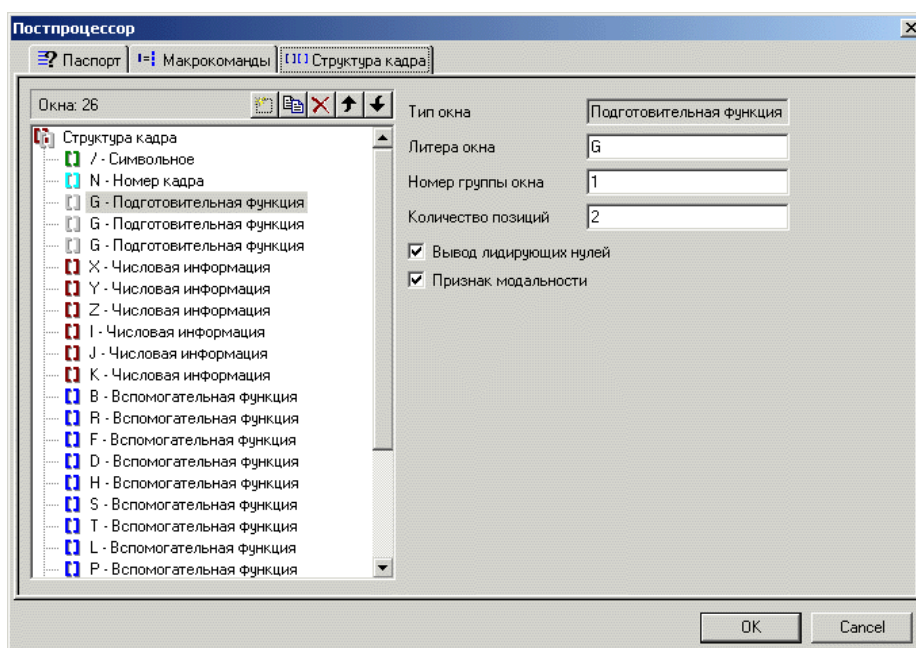 Постпроцессор
Паспорт
Макрокоманды
Структура кадра
Окна: 26
Структура кадра
/ - Символьное
N - Номер кадра
G - Подготовительная функция
G - Подготовительная функция
G - Подготовительная функция
X - Числовая информация
Y - Числовая информация
Z - Числовая информация
I - Числовая информация
J - Числовая информация
K - Числовая информация
B - Вспомогательная функция
R - Вспомогательная функция
F - Вспомогательная функция
D - Вспомогательная функция
H - Вспомогательная функция
S - Вспомогательная функция
T - Вспомогательная функция
L - Вспомогательная функция
P - Вспомогательная функция
Тип окна Подготовительная функция
Литера окна G
Номер группы окна 1
Количество позиций 2
Вывод лидирующих нулей
Признак модальности
OK
Cancel